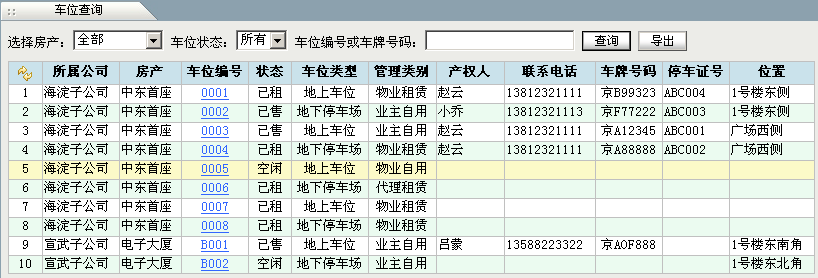 车位查询
选择房产: 全部 车位状态: 所有 车位编号或车牌号码: 查询 导出
所属公司 房产 车位编号 状态 车位类型 管理类别 产权人 联系电话 车牌号码 停车证号 位置
1 海淀子公司 中东首座 0001 已租 地上车位 物业租赁 赵云 13812321111 京B99323 ABC004 1号楼东侧
2 海淀子公司 中东首座 0002 已售 地下停车场 业主自用 小乔 13812321113 京F77222 ABC003 1号楼东侧
3 海淀子公司 中东首座 0003 已售 地上车位 业主自用 赵云 13812321111 京A12345 ABC001 广场西侧
4 海淀子公司 中东首座 0004 已租 地下停车场 物业租赁 赵云 13812321111 京A88888 ABC002 广场西侧
5 海淀子公司 中东首座 0005 空闲 地上车位 物业自用
6 海淀子公司 中东首座 0006 已租 地下停车场 代理租赁
7 海淀子公司 中东首座 0007 已租 地上车位 物业租赁
8 海淀子公司 中东首座 0008 已租 地下停车场 物业租赁
9 宣武子公司 电子大厦 B001 已售 地上车位 业主自用 吕蒙 13588223322 京AOF888 1号楼东南角
10 宣武子公司 电子大厦 B002 空闲 地下停车场 业主自用 1号楼东北角